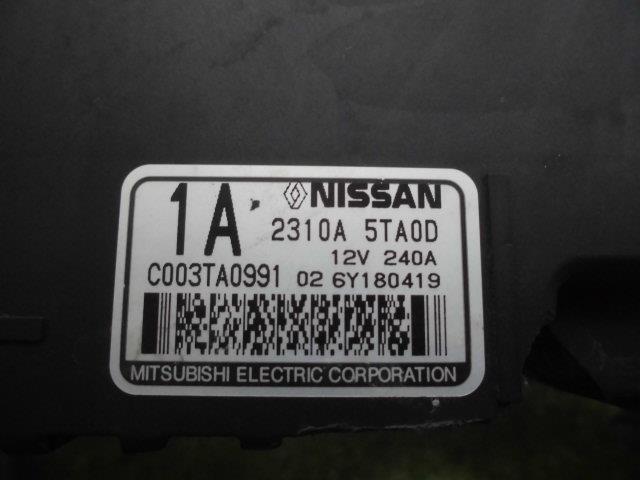 1A NISSAN
2310A 5TA0D
12V 240A
C003TA0991 02 6Y180419
MITSUBISHI ELECTRIC CORPORATION